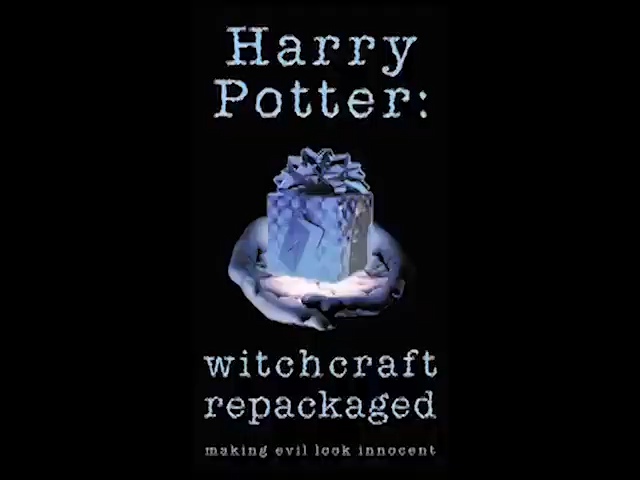 Harry
Potter:
witchcraft
repackaged
making evil look innocent